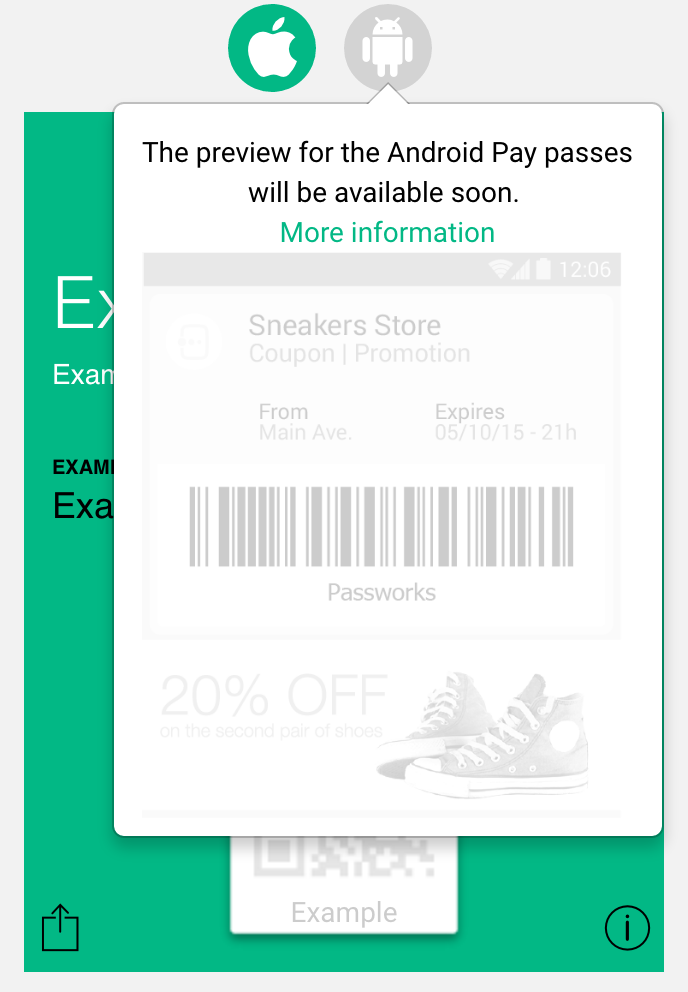 The preview for the Android Pay passes
will be available soon.
More information
12:06
Sneakers Store
Coupon | Promotion
From
Main Ave.
Expires
05/10/15 - 21h
Passworks
20% OFF
on the second pair of shoes
Ex
Exam
EXAM
Exa
Example